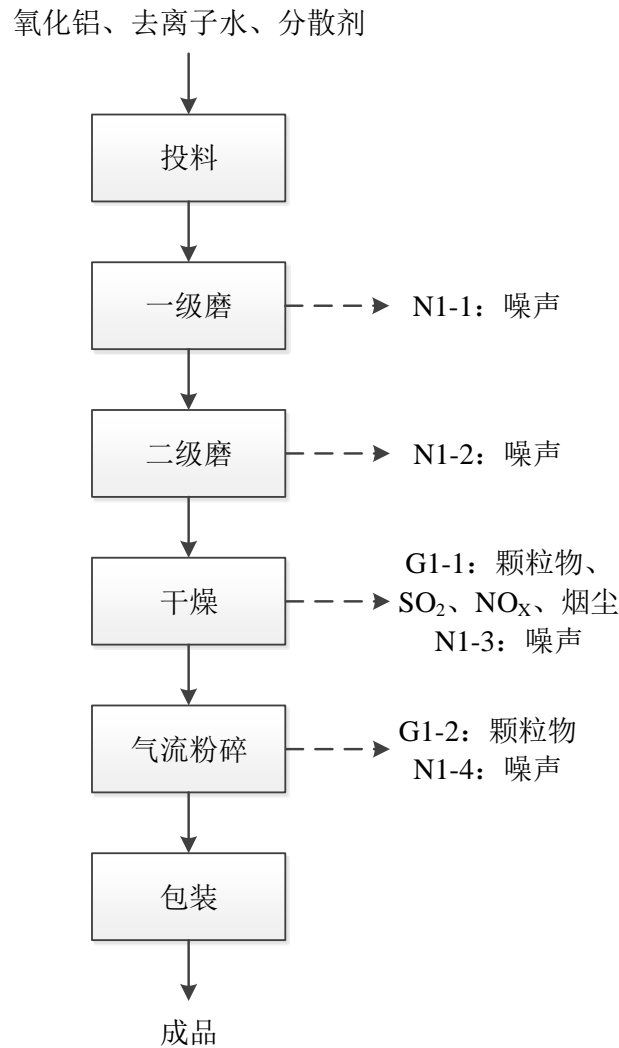 氧化铝、去离子水、分散剂
投料
一级磨
N1-1：噪声
二级磨
N1-2：噪声
干燥
G1-1：颗粒物、
SO₂、NOₓ、烟尘
N1-3：噪声
气流粉碎
G1-2：颗粒物
N1-4：噪声
包装
成品